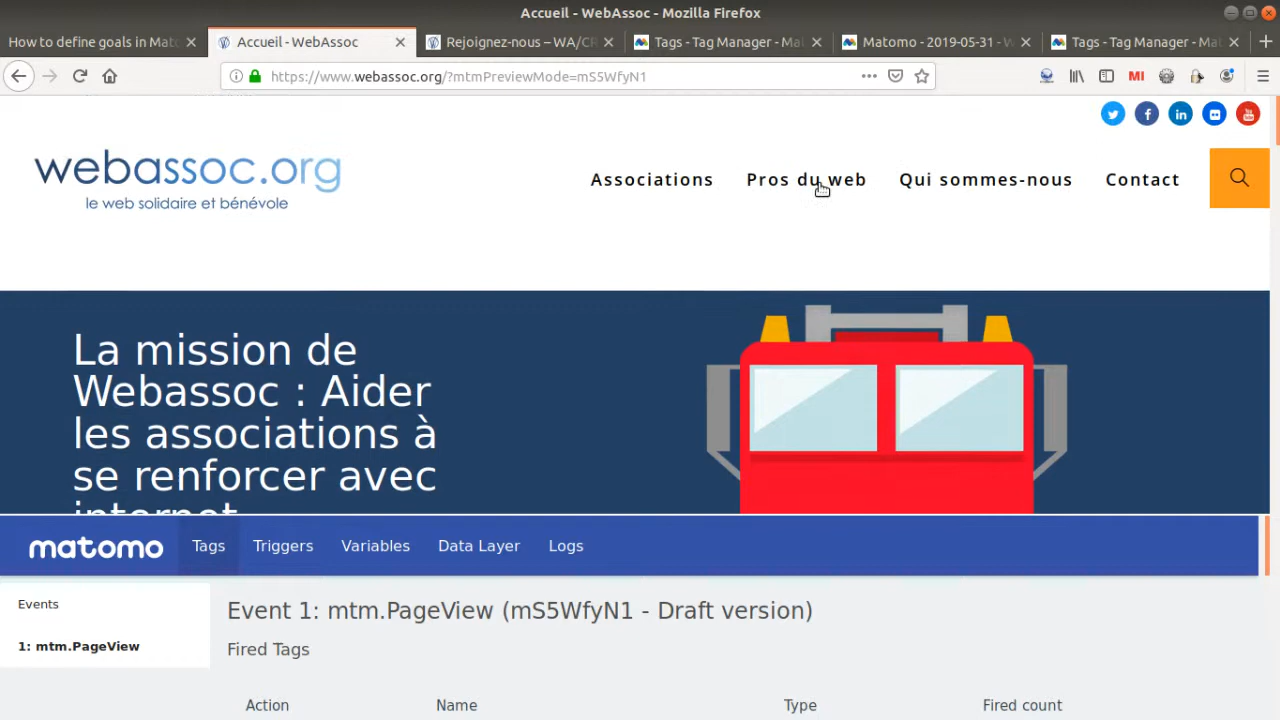 Accueil - WebAssoc - Mozilla Firefox
How to define goals in Mato
Accueil - WebAssoc
Rejoignez-nous – WA/CR
Tags - Tag Manager - Mat
Matomo - 2019-05-31 - W
Tags - Tag Manager - Mat
https://www.webassoc.org/?mtmPreviewMode=mS5WfyN1
MI
webassoc.org
le web solidaire et bénévole
Associations
Pros du web
Qui sommes-nous
Contact
La mission de
Webassoc : Aider
les associations à
se renforcer avec
internet
matomo
Tags
Triggers
Variables
Data Layer
Logs
Events
1: mtm.PageView
Event 1: mtm.PageView (mS5WfyN1 - Draft version)
Fired Tags
Action
Name
Type
Fired count